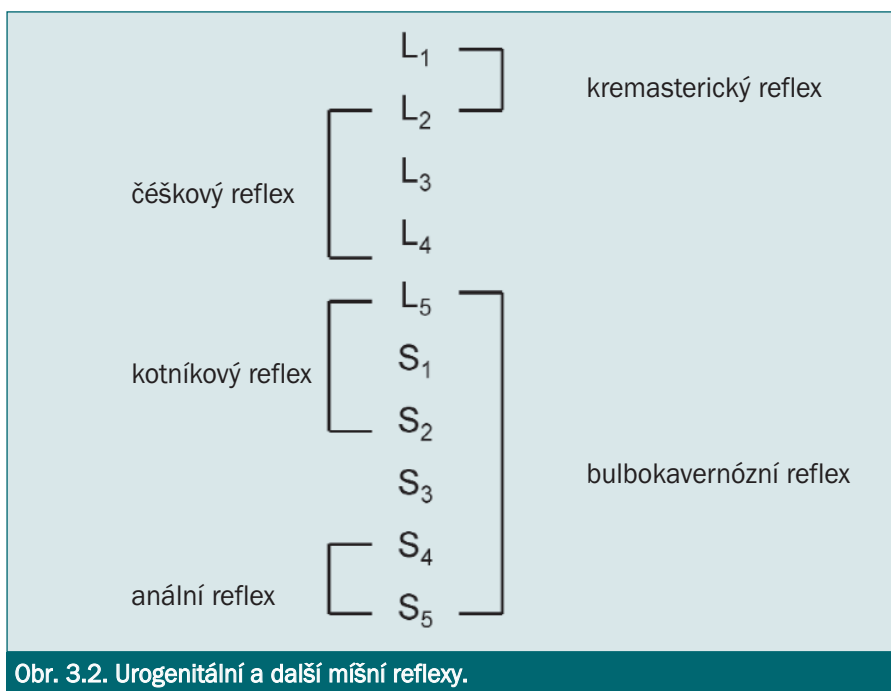 L₁
kremasterický reflex
L₂
čéškový reflex
L₃
L₄
L₅
kotníkový reflex
S₁
S₂
S₃
bulbokavernózní reflex
S₄
anální reflex
S₅
Obr. 3.2. Urogenitální a další míšní reflexy.